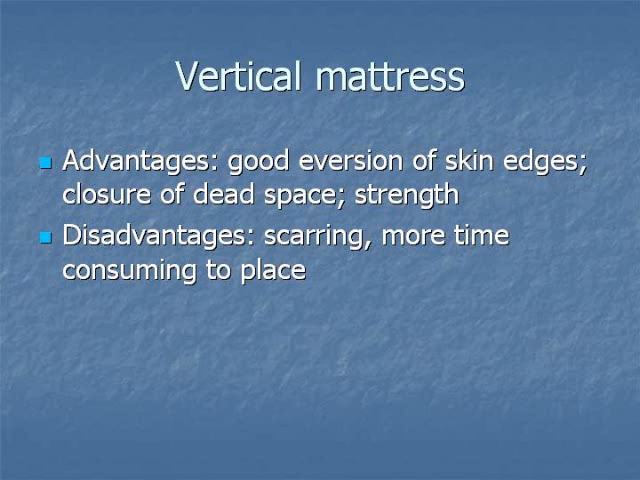 Vertical mattress
Advantages: good eversion of skin edges;
closure of dead space; strength
Disadvantages: scarring, more time
consuming to place